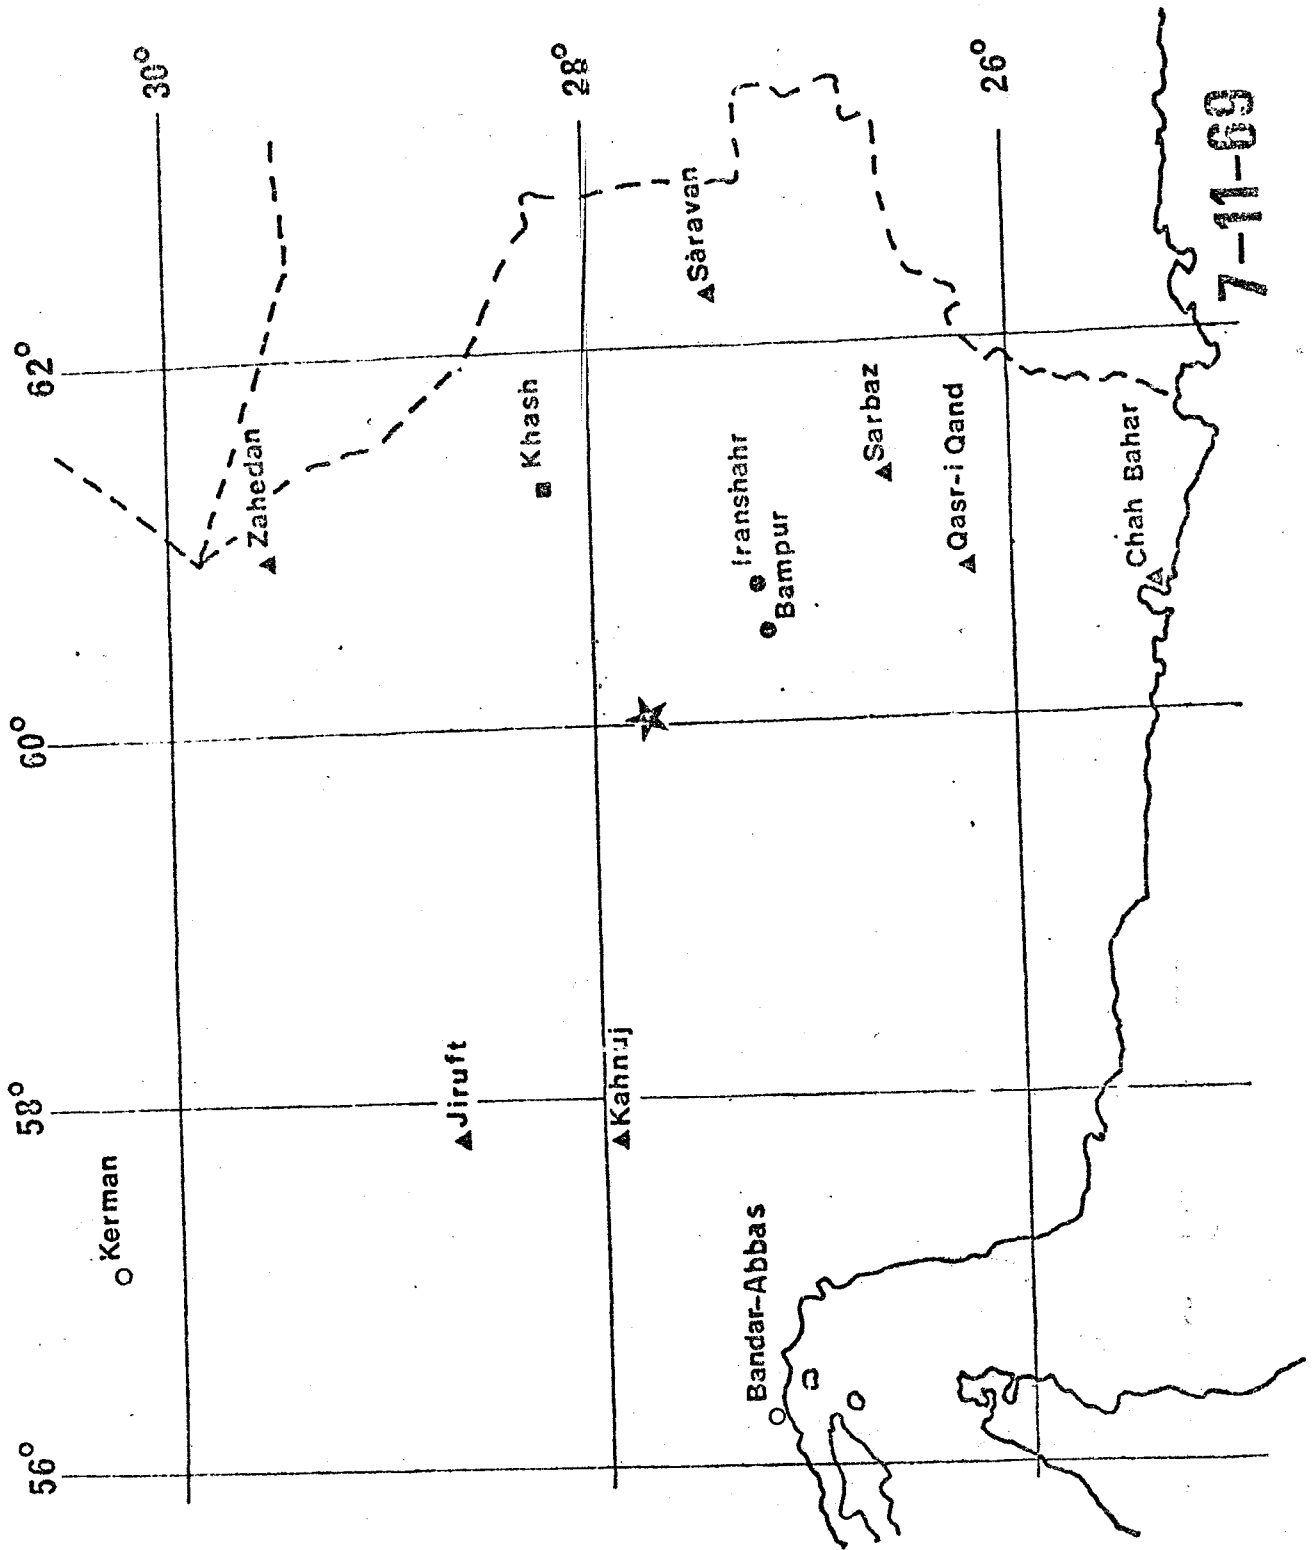 56°
58°
60°
62°
30°
28°
26°
Kerman
Zahedan
Jiruft
Khash
Kahnuj
Saravan
Bandar-Abbas
Iranshahr
Bampur
Sarbaz
Qasr-i Qand
Chah Bahar
7-11-69